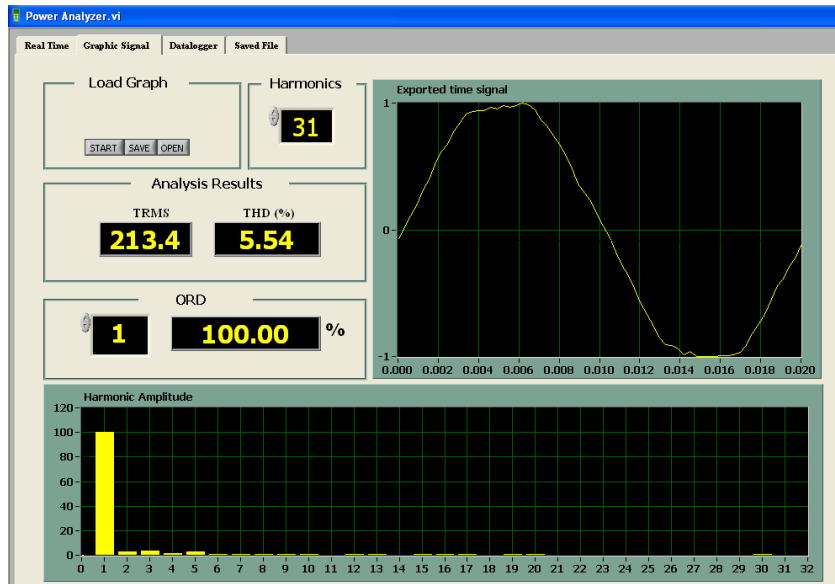 Power Analyzer.vi
Real Time Graphic Signal Datalogger Saved File
Load Graph
START SAVE OPEN
Harmonics
31
Analysis Results
TRMS THD (%)
213.4 5.54
ORD
1 100.00 %
Exported time signal
1
0
-1
0.000 0.002 0.004 0.006 0.008 0.010 0.012 0.014 0.016 0.018 0.020
Harmonic Amplitude
120
100
80
60
40
20
0
0 1 2 3 4 5 6 7 8 9 10 11 12 13 14 15 16 17 18 19 20 21 22 23 24 25 26 27 28 29 30 31 32